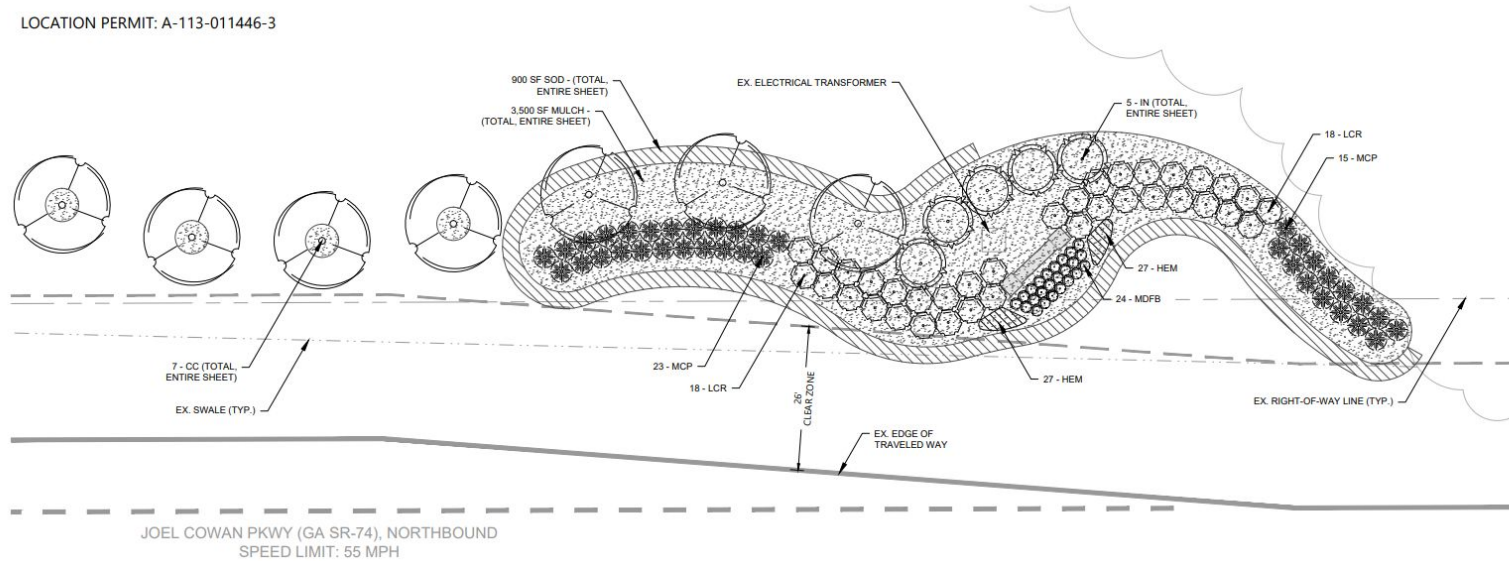 LOCATION PERMIT: A-113-011446-3
900 SF SOD - (TOTAL,
ENTIRE SHEET)
3,500 SF MULCH -
(TOTAL, ENTIRE SHEET)
EX. ELECTRICAL TRANSFORMER
5 - IN (TOTAL,
ENTIRE SHEET)
18 - LCR
15 - MCP
27 - HEM
24 - MDFB
27 - HEM
23 - MCP
18 - LCR
7 - CC (TOTAL,
ENTIRE SHEET)
EX. SWALE (TYP.)
26'
CLEAR ZONE
EX. RIGHT-OF-WAY LINE (TYP.)
EX. EDGE OF
TRAVELED WAY
JOEL COWAN PKWY (GA SR-74), NORTHBOUND
SPEED LIMIT: 55 MPH